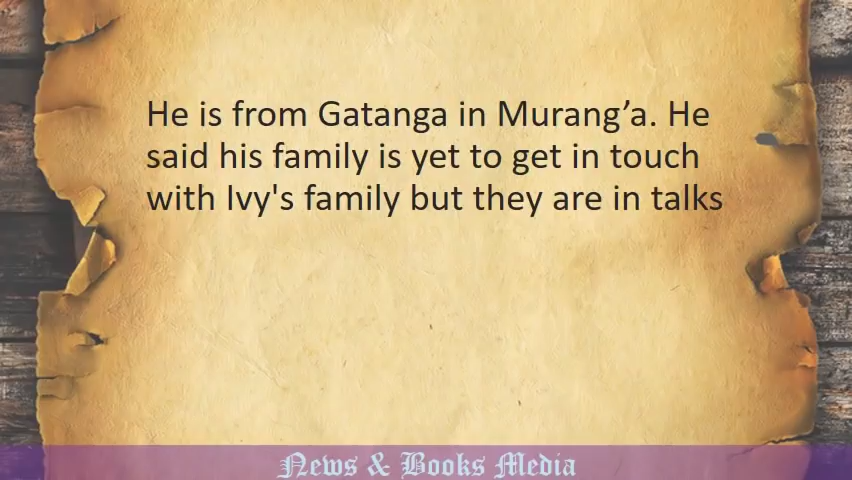 He is from Gatanga in Murang’a. He
said his family is yet to get in touch
with Ivy's family but they are in talks
News & Books Media